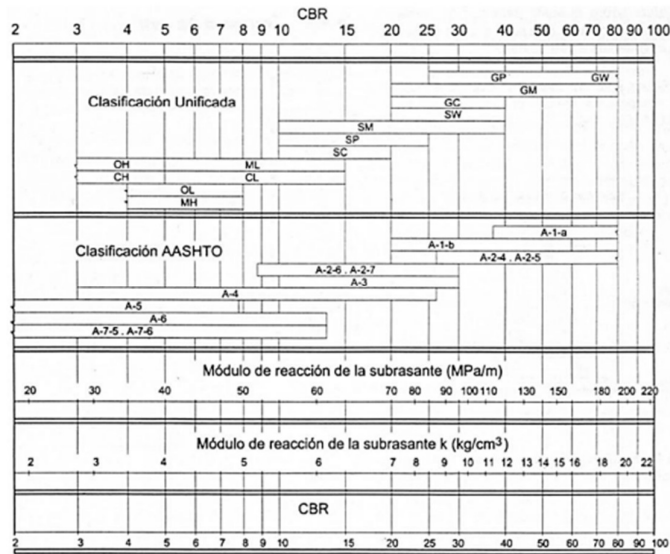 CBR
2 3 4 5 6 7 8 9 10 15 20 25 30 40 50 60 70 80 90 100
GP GW
Clasificación Unificada GM
GC
SW
SM
SP
SC
OH ML
CH CL
OL
MH
A-1-a
Clasificación AASHTO A-1-b
A-2-4 . A-2-5
A-2-6 . A-2-7
A-3
A-4
A-5
A-6
A-7-5 . A-7-6
Módulo de reacción de la subrasante (MPa/m)
20 30 40 50 60 70 80 90 100 110 130 150 180 200 220
Módulo de reacción de la subrasante k (kg/cm³)
2 3 4 5 6 7 8 9 10 11 12 13 14 15 16 18 20 22
CBR
2 3 4 5 6 7 8 9 10 15 20 25 30 40 50 60 70 80 90 100